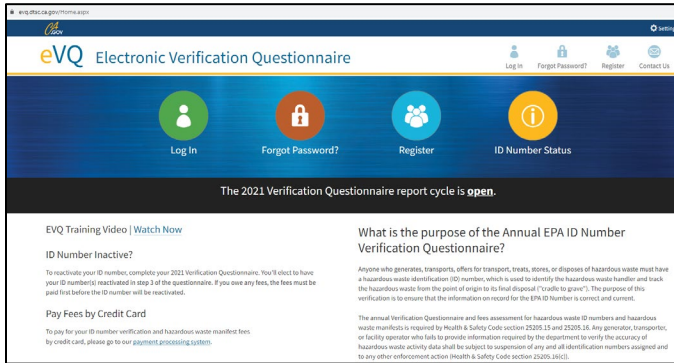 evq.dtsc.ca.gov/Home.aspx
CA.GOV
Setting
eVQ Electronic Verification Questionnaire
Log In Forgot Password? Register Contact Us
Log In Forgot Password? Register ID Number Status
The 2021 Verification Questionnaire report cycle is open.
EVQ Training Video | Watch Now
ID Number Inactive?
To reactivate your ID number, complete your 2021 Verification Questionnaire. You'll elect to have
your ID number(s) reactivated in step 3 of the questionnaire. If you owe any fees, the fees must be
paid first before the ID number will be reactivated.
Pay Fees by Credit Card
To pay for your ID number verification and hazardous waste manifest fees
by credit card, please go to our payment processing system.
What is the purpose of the Annual EPA ID Number
Verification Questionnaire?
Anyone who generates, transports, offers for transport, treats, stores, or disposes of hazardous waste must have
a hazardous waste identification (ID) number, which is used to identify the hazardous waste handler and track
the hazardous waste from the point of origin to its final disposal ("cradle to grave"). The purpose of this
verification is to ensure that the information on record for the EPA ID Number is correct and current.
The annual Verification Questionnaire and fees assessment for hazardous waste ID numbers and hazardous
waste manifests is required by Health & Safety Code section 25205.15 and 25205.16. Any generator, transporter,
or facility operator who fails to provide information required by the department to verify the accuracy of
hazardous waste activity data shall be subject to suspension of any and all identification numbers assigned and
to any other enforcement action (Health & Safety Code section 25205.16(c)).